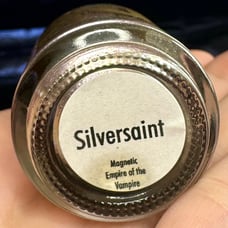 Silversaint
Magnetic
Empire of the
Vampire